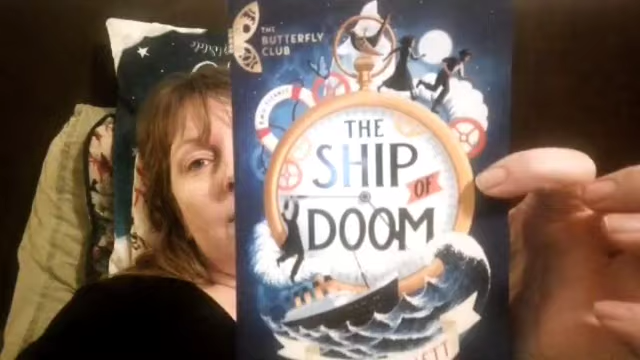 THE
BUTTERFLY
CLUB
THE
SHIP
OF
DOOM